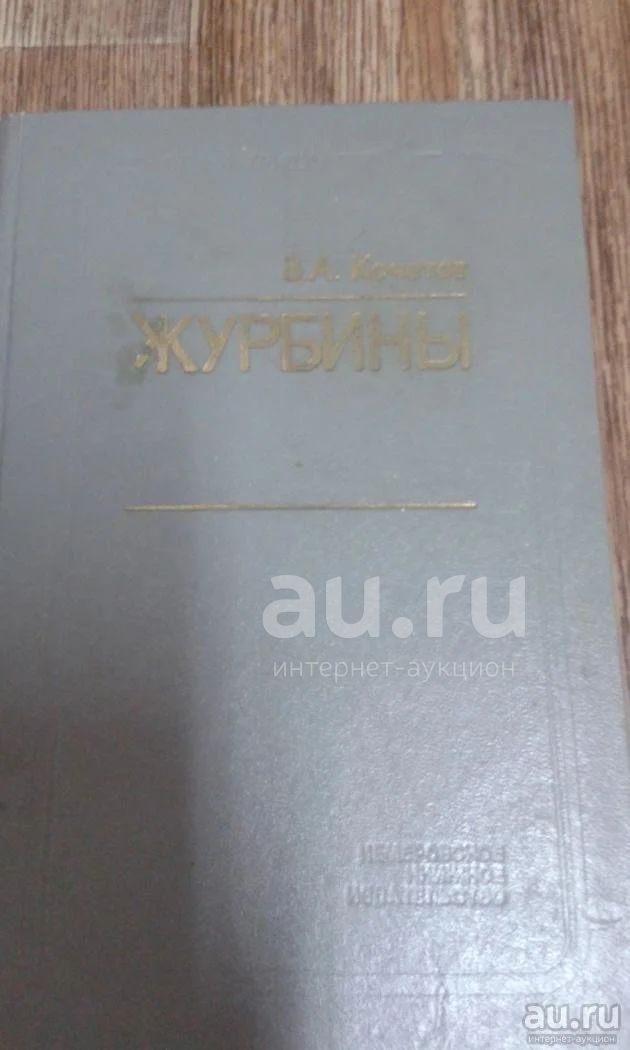 В.А. Кочетов
ЖУРБИНЫ
au.ru
интернет-аукцион
au.ru
интернет-аукцион